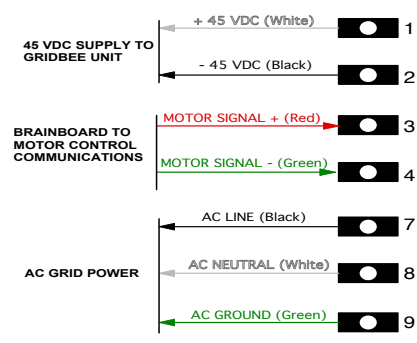 + 45 VDC (White)
1
45 VDC SUPPLY TO
GRIDBEE UNIT
- 45 VDC (Black)
2
MOTOR SIGNAL + (Red)
3
BRAINBOARD TO
MOTOR CONTROL
COMMUNICATIONS
MOTOR SIGNAL - (Green)
4
AC LINE (Black)
7
AC GRID POWER
AC NEUTRAL (White)
8
AC GROUND (Green)
9